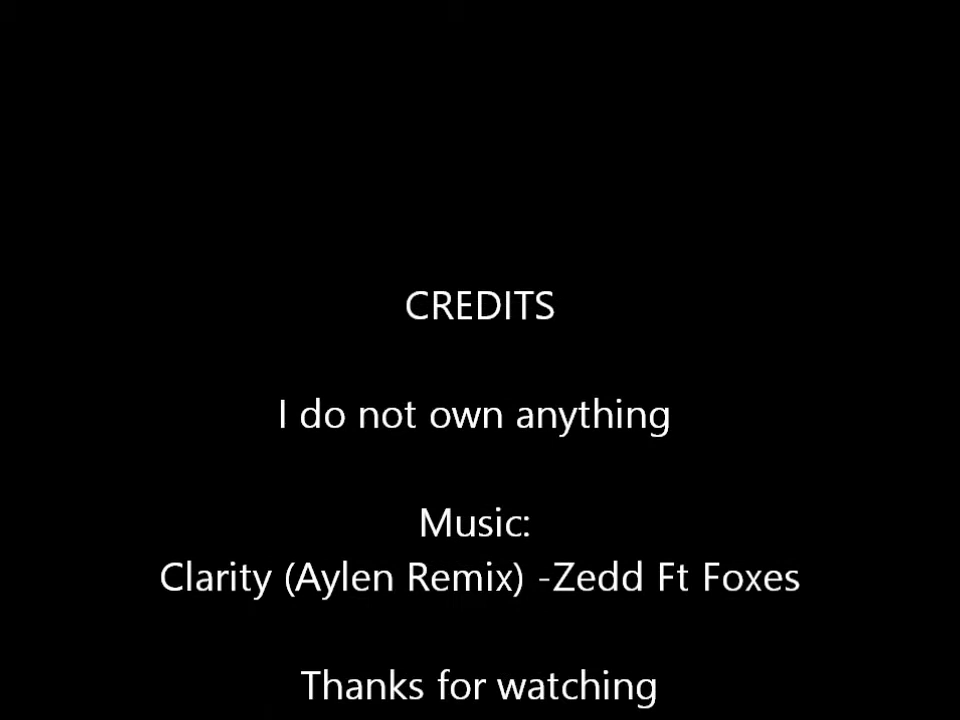 CREDITS
I do not own anything
Music:
Clarity (Aylen Remix) -Zedd Ft Foxes
Thanks for watching